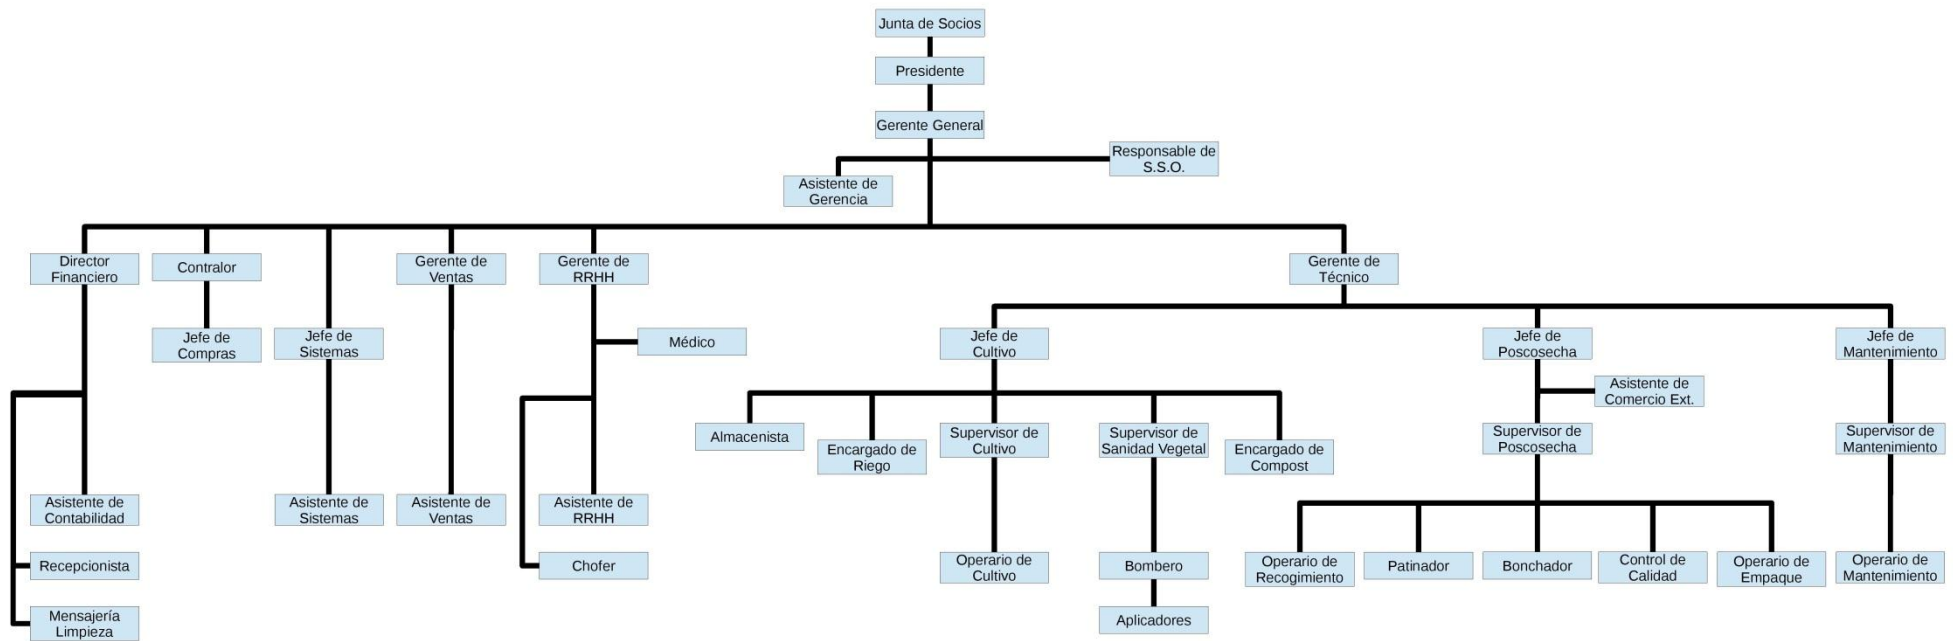 Junta de Socios
Presidente
Gerente General
Responsable de
S.S.O.
Asistente de
Gerencia
Director
Financiero
Contralor
Gerente de
Ventas
Gerente de
RRHH
Gerente de
Técnico
Jefe de
Compras
Jefe de
Sistemas
Médico
Jefe de
Cultivo
Jefe de
Poscosecha
Jefe de
Mantenimiento
Asistente de
Comercio Ext.
Almacenista
Encargado de
Riego
Supervisor de
Cultivo
Supervisor de
Sanidad Vegetal
Encargado de
Compost
Supervisor de
Poscosecha
Supervisor de
Mantenimiento
Asistente de
Contabilidad
Asistente de
Sistemas
Asistente de
Ventas
Asistente de
RRHH
Recepcionista
Chofer
Operario de
Cultivo
Bombero
Operario de
Recogimiento
Patinador
Bonchador
Control de
Calidad
Operario de
Empaque
Operario de
Mantenimiento
Mensajería
Limpieza
Aplicadores